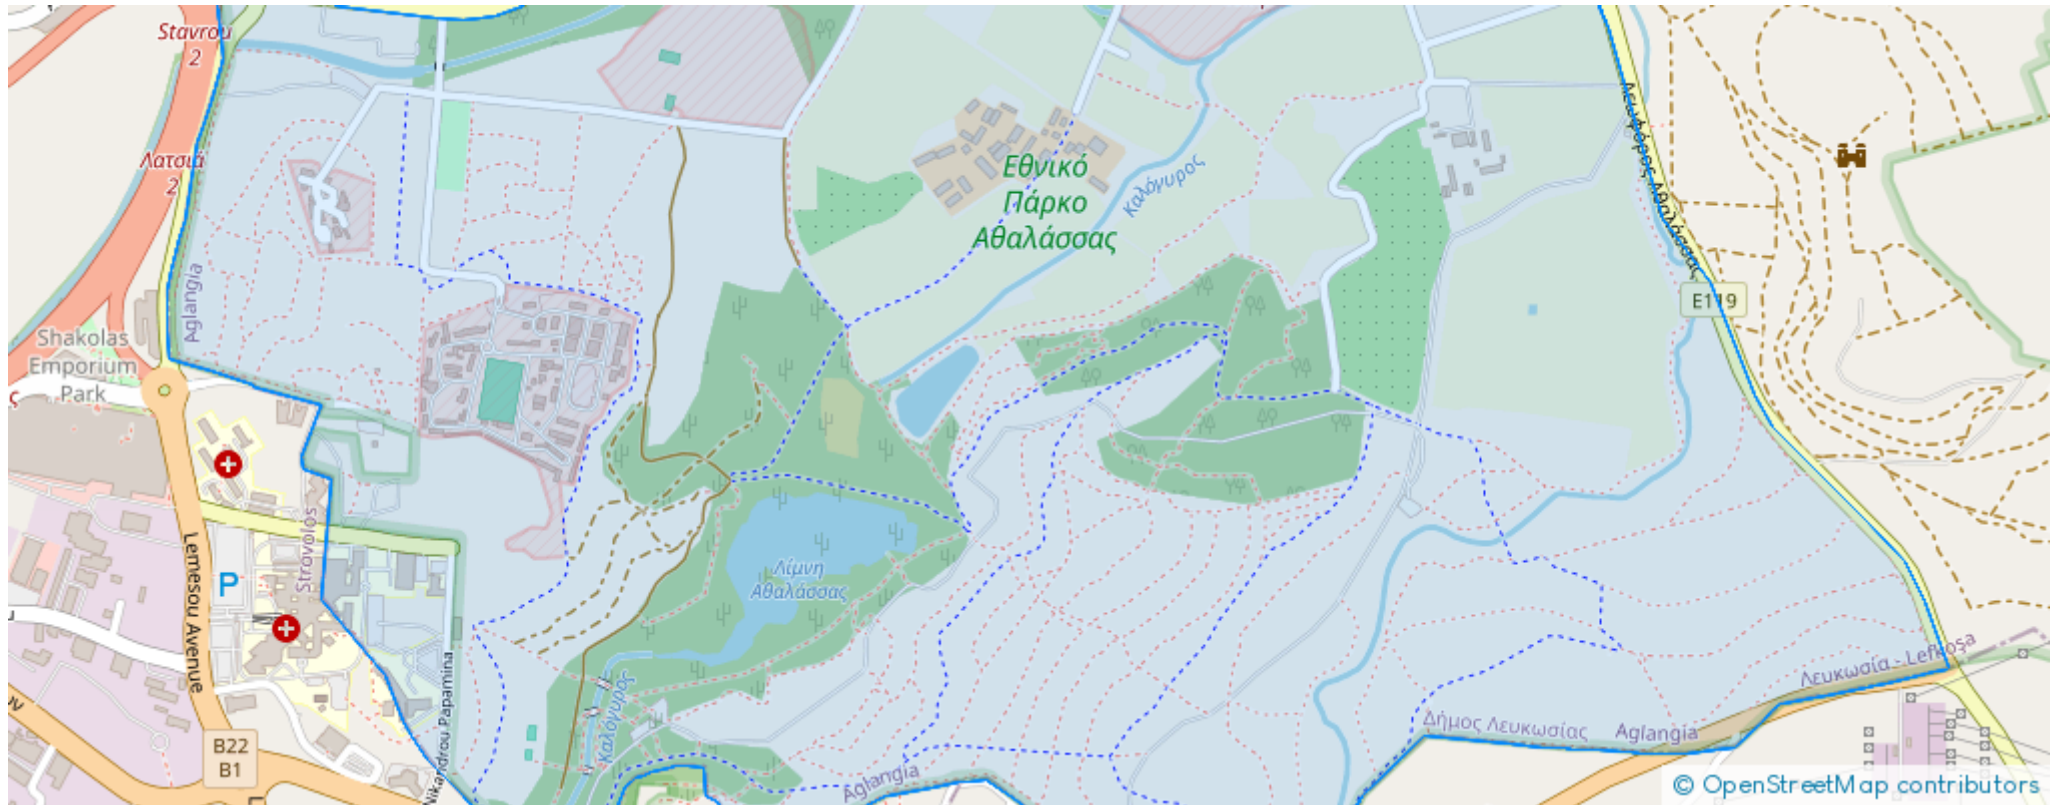 Stavrou
2
Λατσιά
2
Aglangia
Shakolas
Emporium
Park
ς
Strovolos
Lemesou Avenue
P
N
B22
B1
Nikandrou Papamina
Εθνικό
Πάρκο
Αθαλάσσας
Καλόγυρος
Λίμνη
Αθαλάσσας
Καλόγυρος
Aglangia
Λεωφόρος Αθαλάσσας
E119
Λευκωσία - Lefkoşa
Δήμος Λευκωσίας
Aglangia
© OpenStreetMap contributors